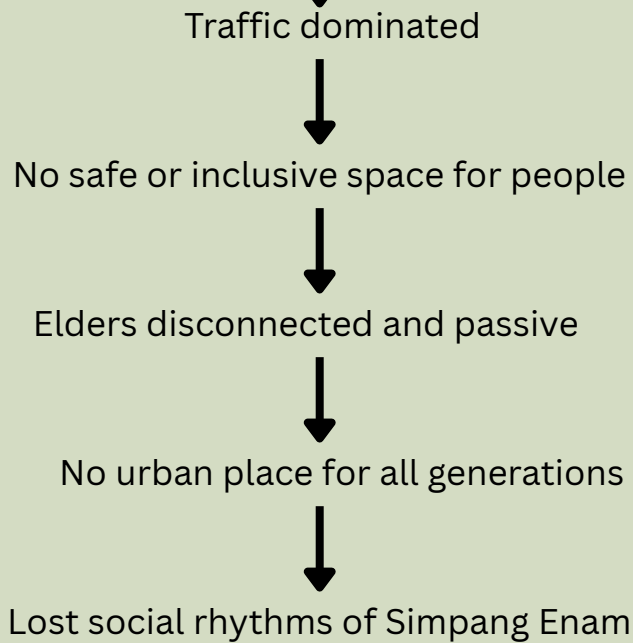 Traffic dominated
No safe or inclusive space for people
Elders disconnected and passive
No urban place for all generations
Lost social rhythms of Simpang Enam